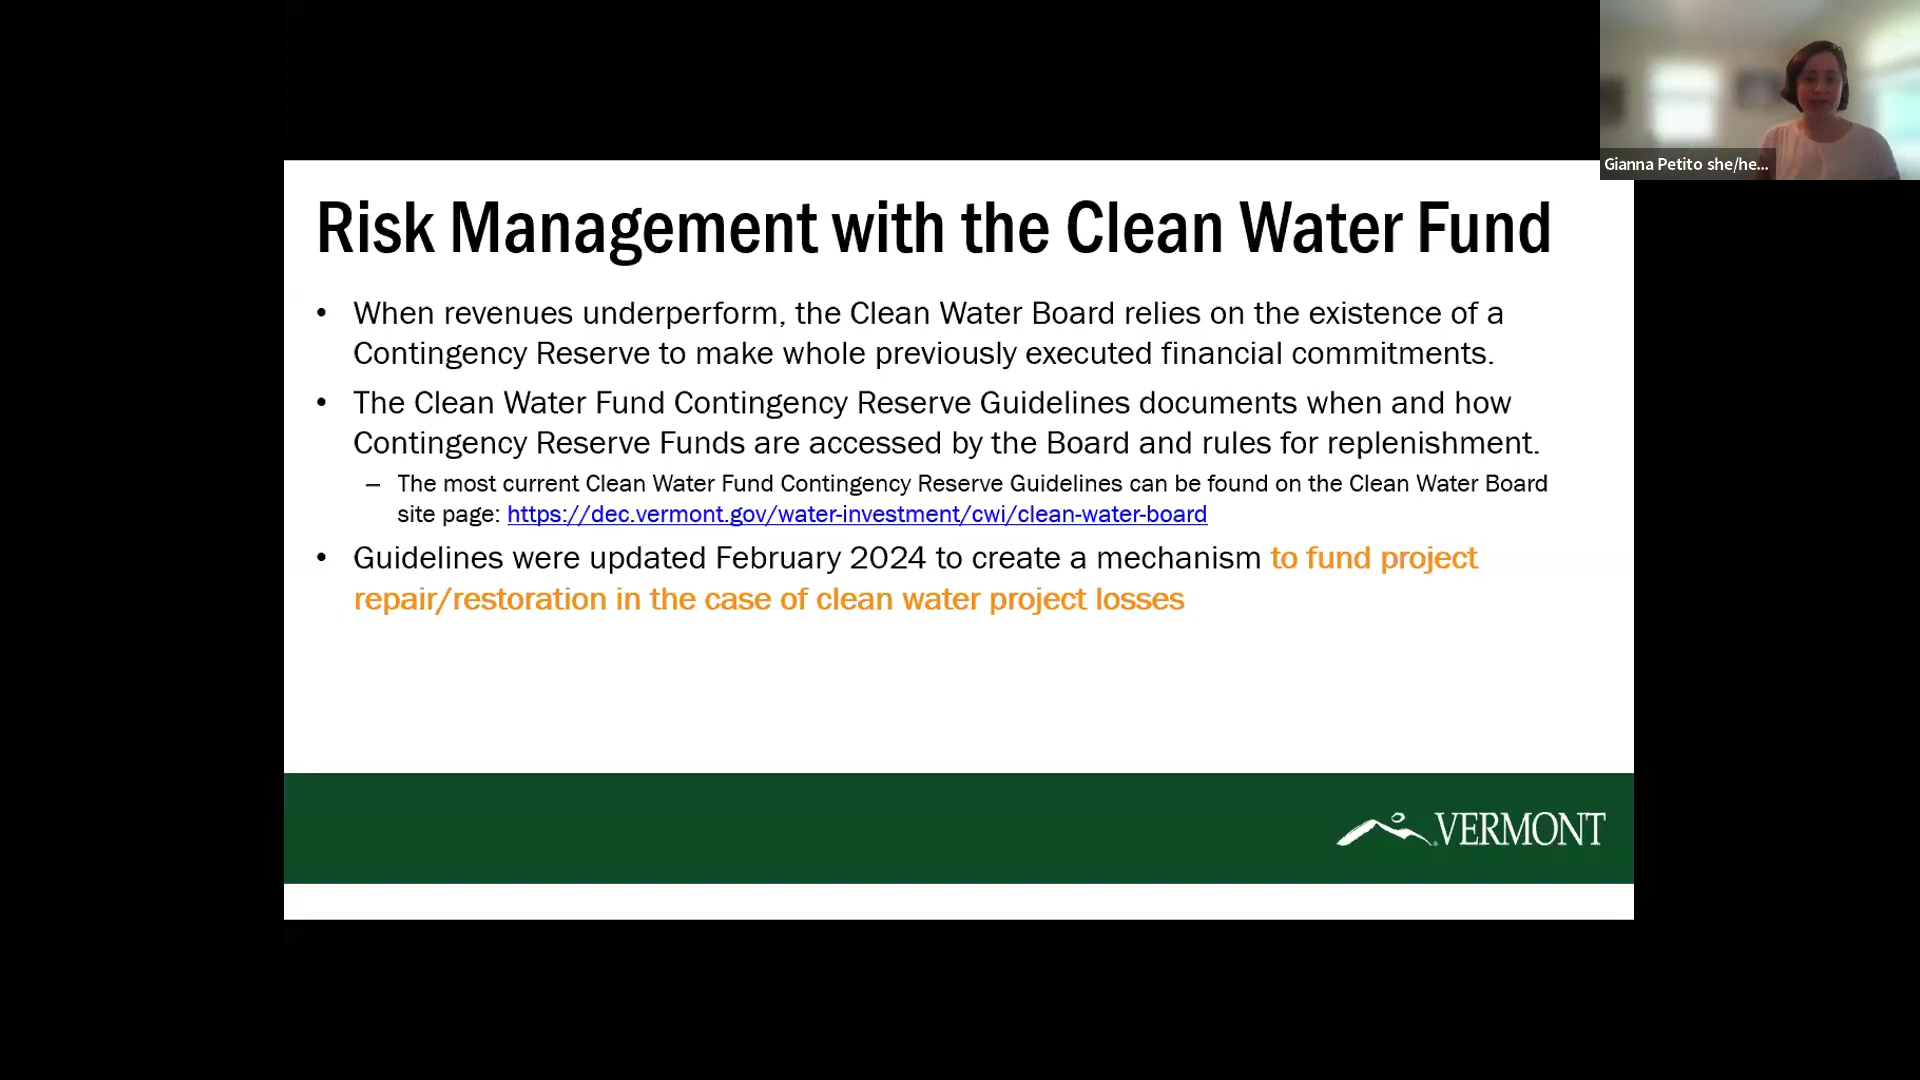 Gianna Petito she/he...
Risk Management with the Clean Water Fund
• When revenues underperform, the Clean Water Board relies on the existence of a
Contingency Reserve to make whole previously executed financial commitments.
• The Clean Water Fund Contingency Reserve Guidelines documents when and how
Contingency Reserve Funds are accessed by the Board and rules for replenishment.
– The most current Clean Water Fund Contingency Reserve Guidelines can be found on the Clean Water Board
site page: https://dec.vermont.gov/water-investment/cwi/clean-water-board
• Guidelines were updated February 2024 to create a mechanism to fund project
repair/restoration in the case of clean water project losses
VERMONT